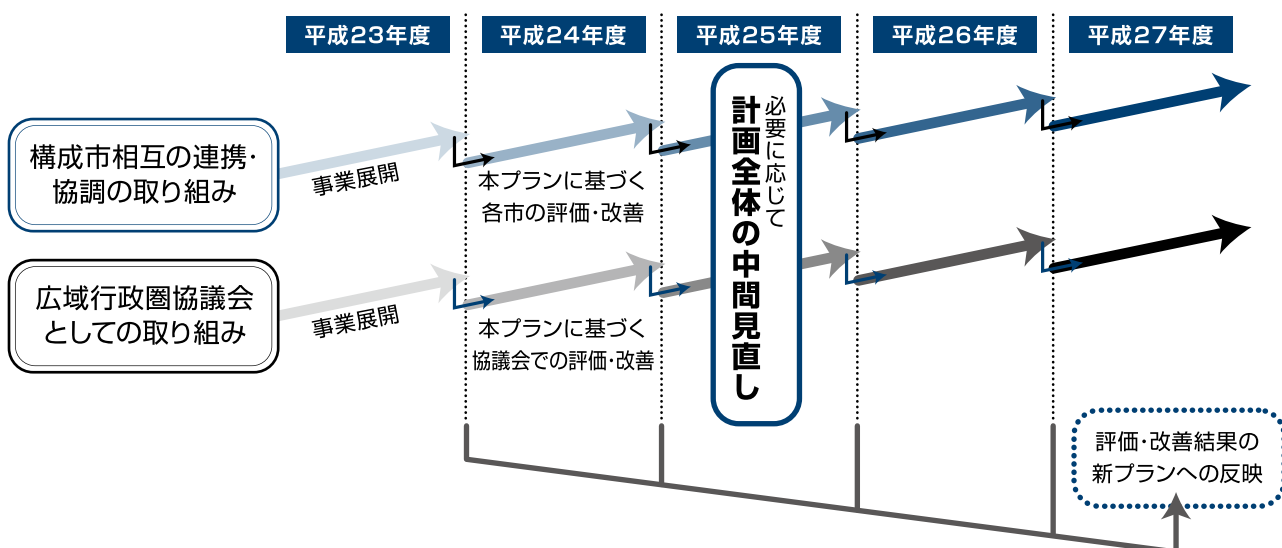 平成23年度
平成24年度
平成25年度
平成26年度
平成27年度
構成市相互の連携・
協調の取り組み
事業展開
本プランに基づく
各市の評価・改善
必要に応じて
計画全体の中間見直し
広域行政圏協議会
としての取り組み
事業展開
本プランに基づく
協議会での評価・改善
評価・改善結果の
新プランへの反映